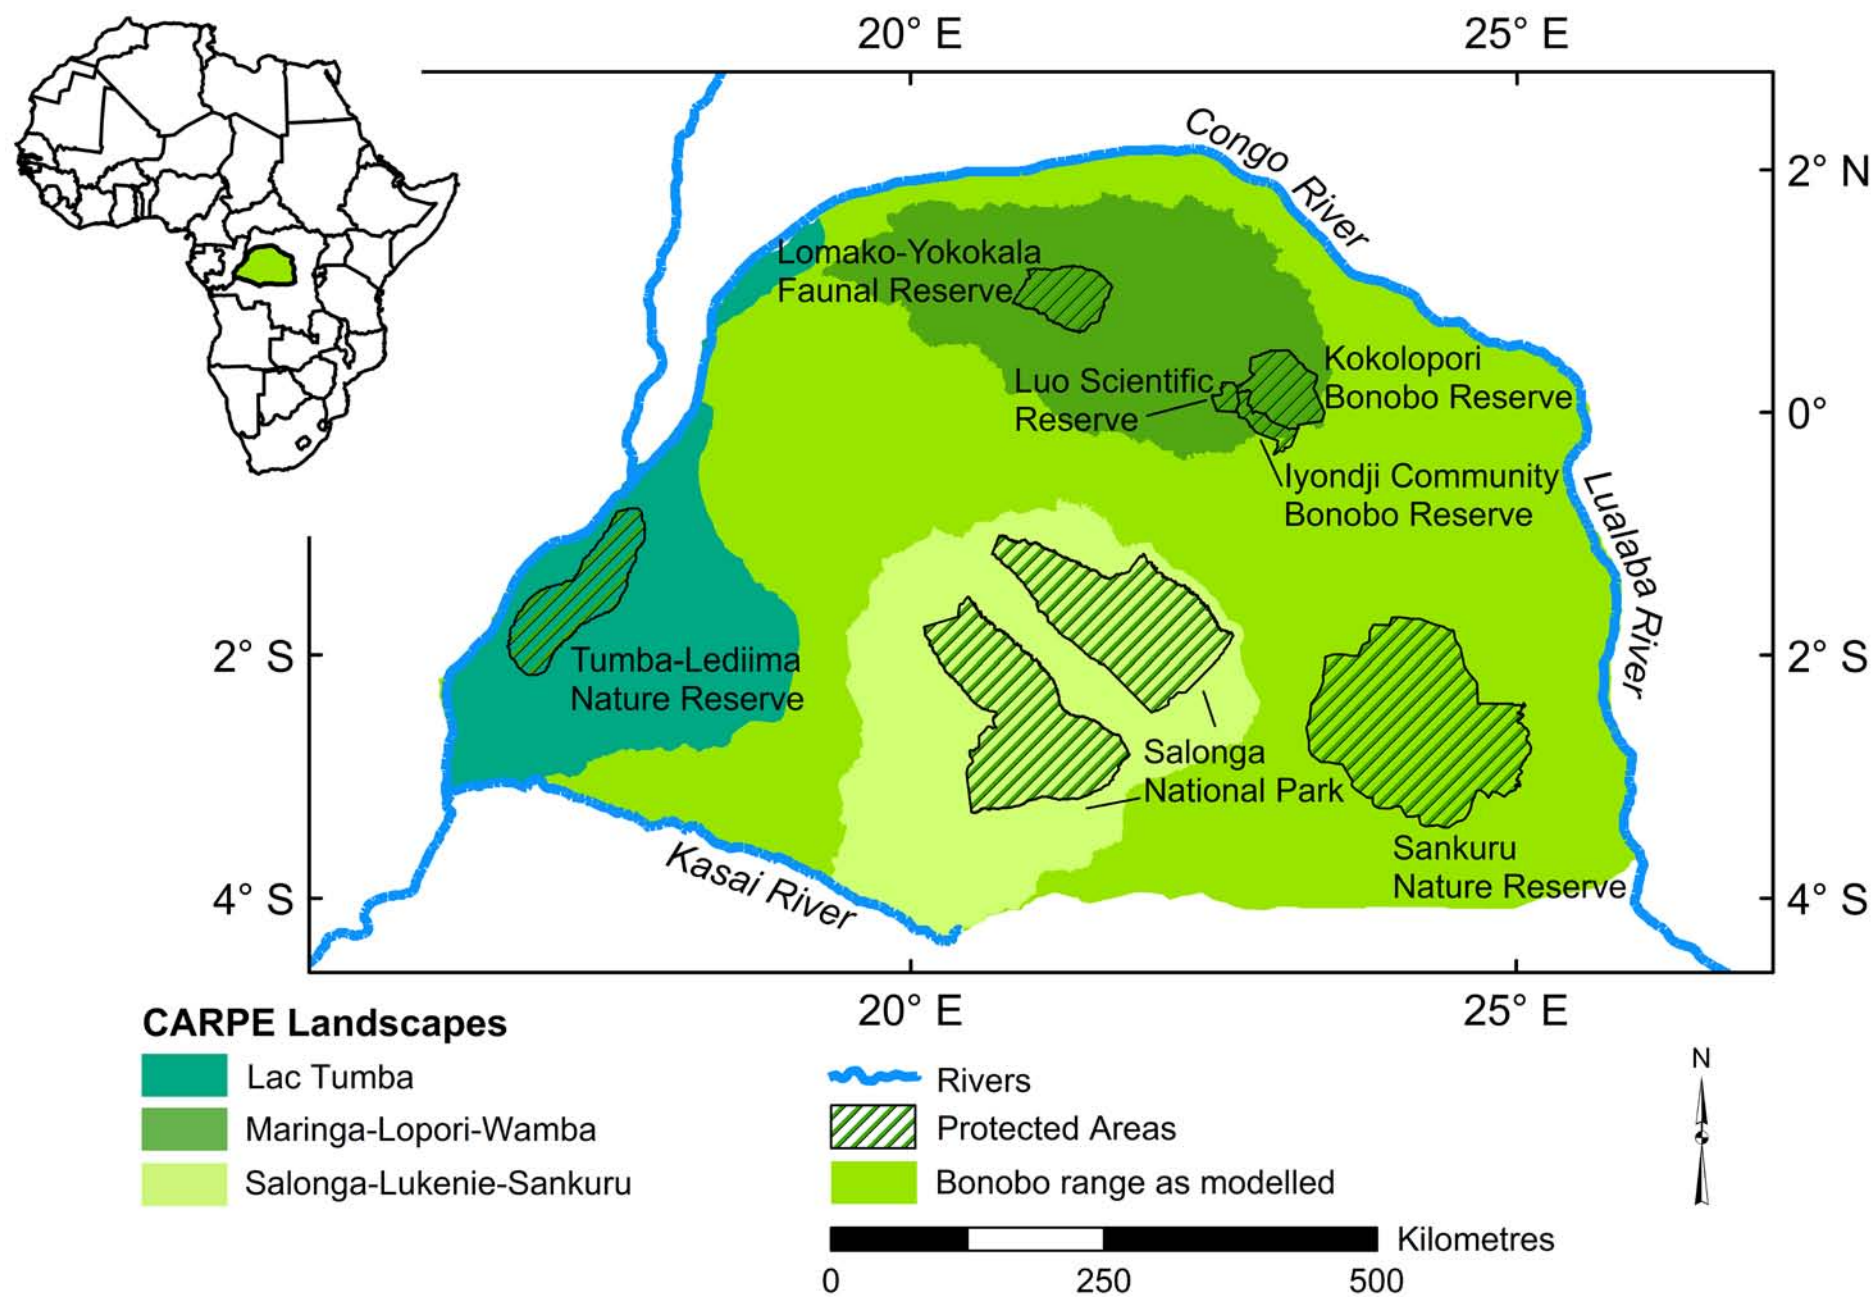 20° E
25° E
Congo River
2° N
Lomako-Yokokala
Faunal Reserve
Kokolopori
Bonobo Reserve
Luo Scientific
Reserve
0°
Iyondji Community
Bonobo Reserve
Lualaba River
2° S
Tumba-Lediima
Nature Reserve
2° S
Salonga
National Park
Sankuru
Nature Reserve
Kasai River
4° S
4° S
20° E
25° E
CARPE Landscapes
Lac Tumba
Maringa-Lopori-Wamba
Salonga-Lukenie-Sankuru
Rivers
Protected Areas
Bonobo range as modelled
Kilometres
0
250
500
N